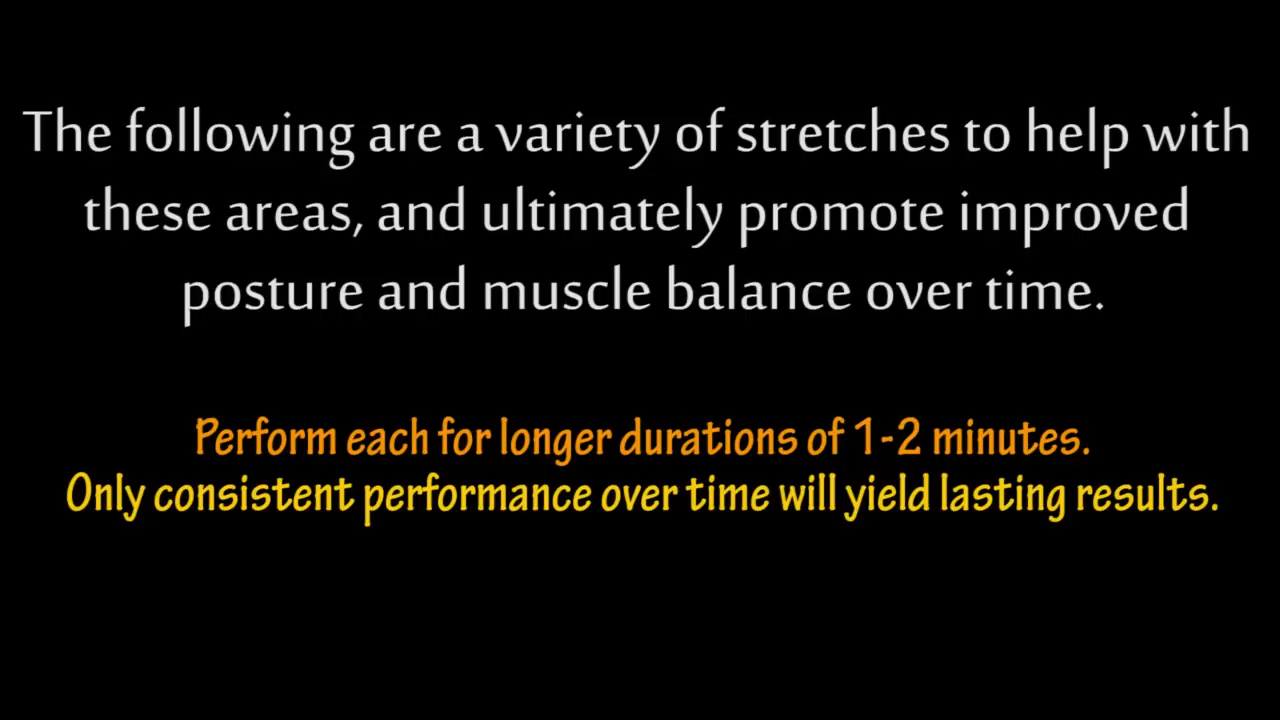 The following are a variety of stretches to help with
these areas, and ultimately promote improved
posture and muscle balance over time.
Perform each for longer durations of 1-2 minutes.
Only consistent performance over time will yield lasting results.